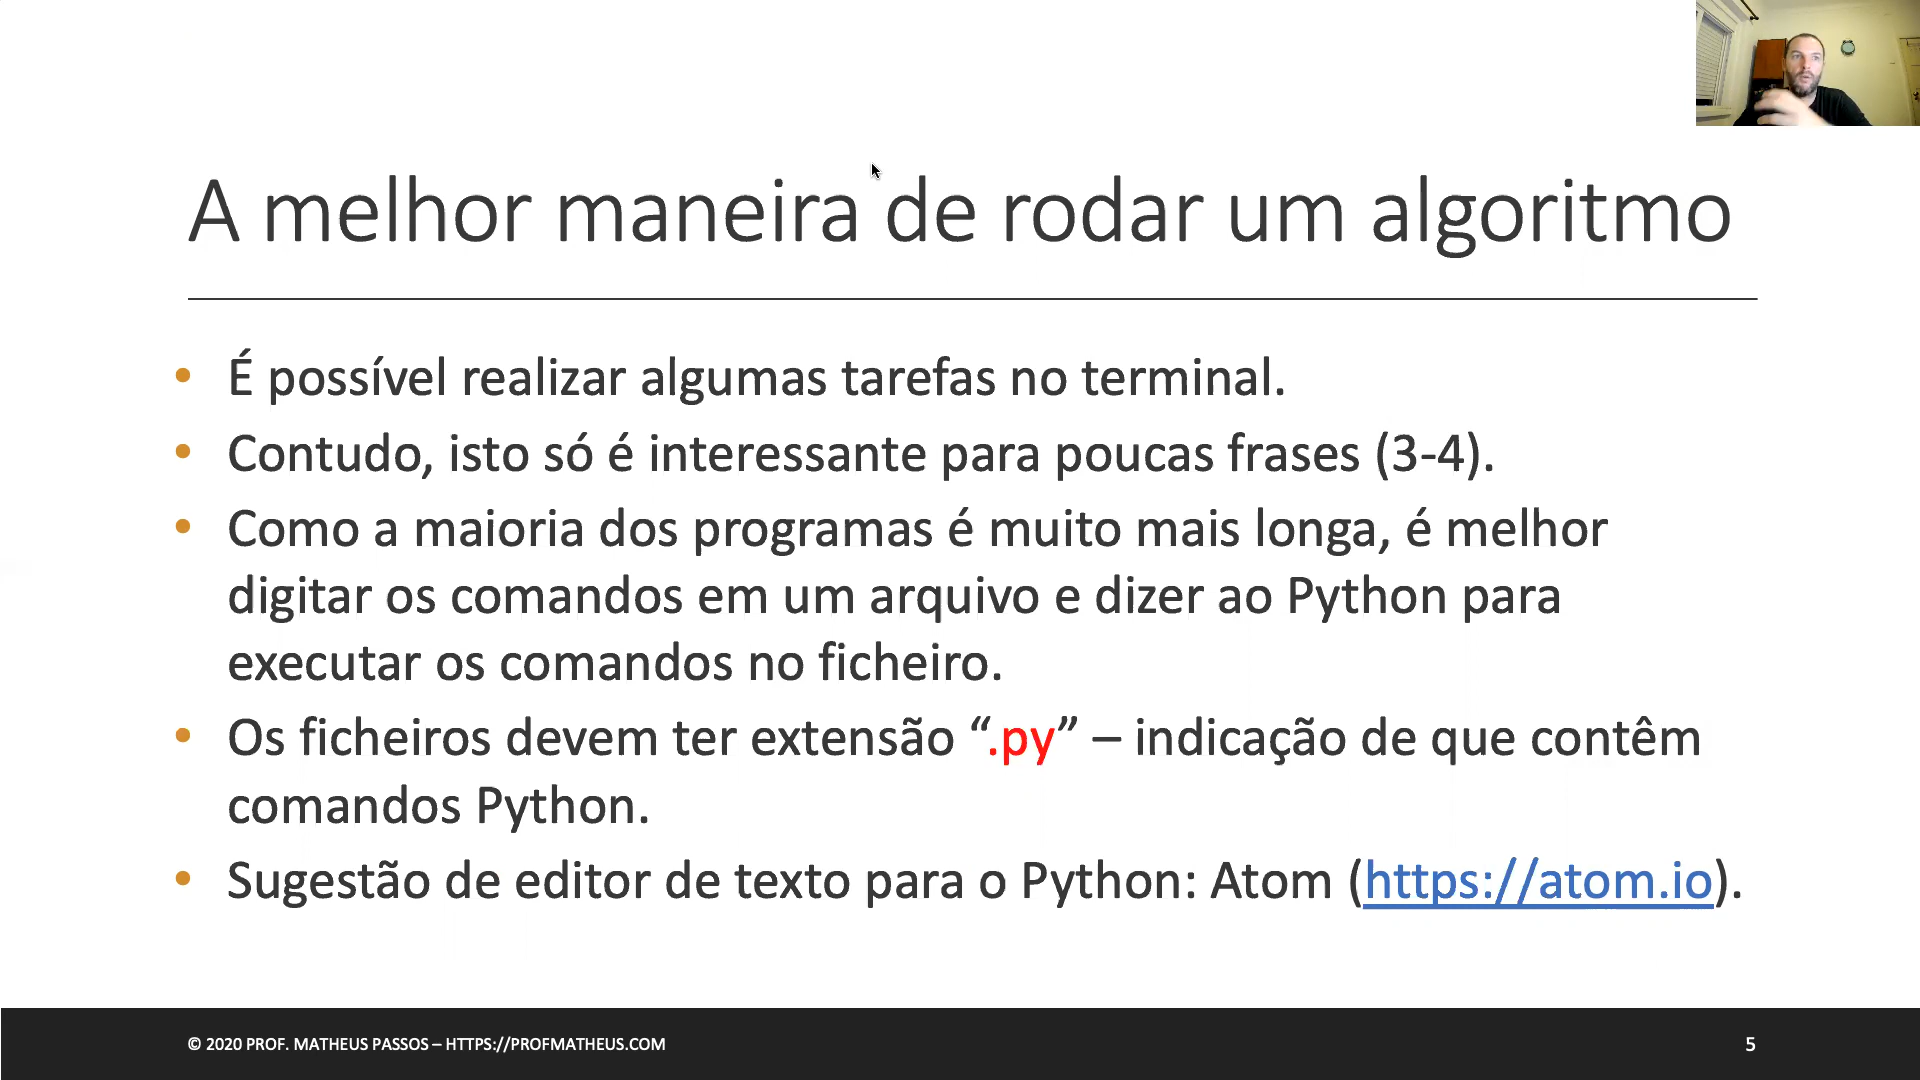 A melhor maneira de rodar um algoritmo
• É possível realizar algumas tarefas no terminal.
• Contudo, isto só é interessante para poucas frases (3-4).
• Como a maioria dos programas é muito mais longa, é melhor
digitar os comandos em um arquivo e dizer ao Python para
executar os comandos no ficheiro.
• Os ficheiros devem ter extensão “.py” – indicação de que contêm
comandos Python.
• Sugestão de editor de texto para o Python: Atom (https://atom.io).
© 2020 PROF. MATHEUS PASSOS – HTTPS://PROFMATHEUS.COM
5